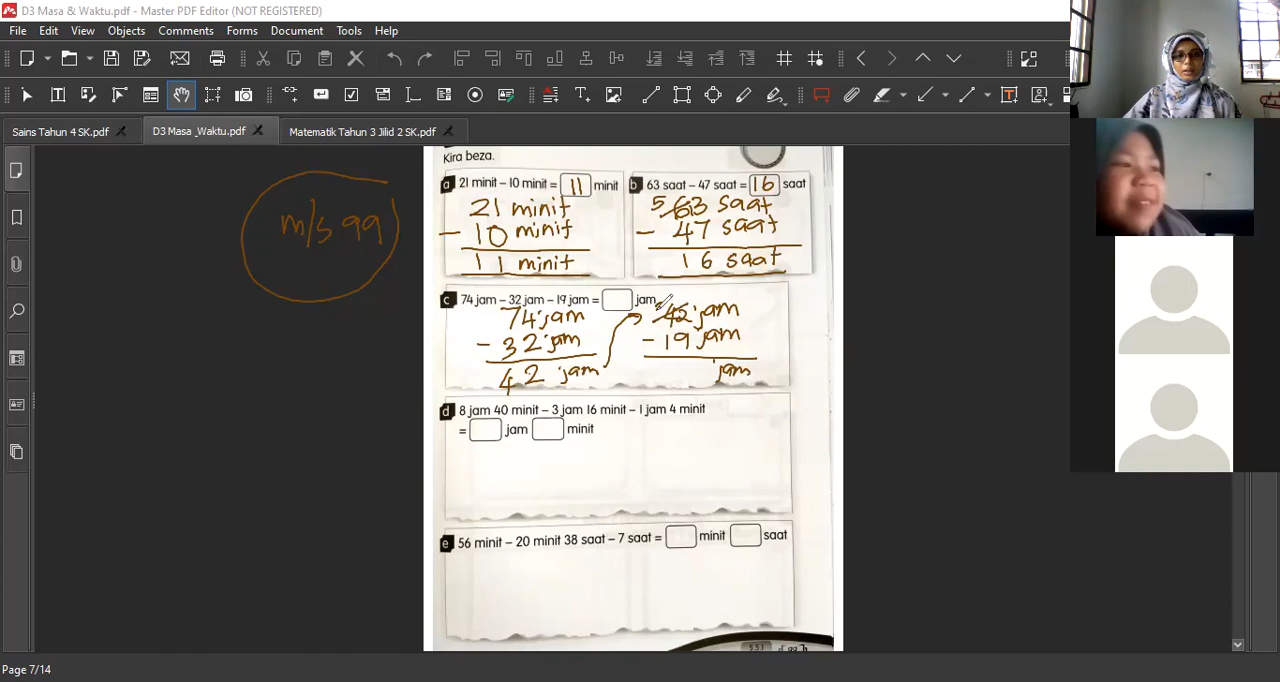 D3 Masa & Waktu.pdf - Master PDF Editor (NOT REGISTERED)
File Edit View Objects Comments Forms Document Tools Help
Sains Tahun 4 SK.pdf D3 Masa _Waktu.pdf Matematik Tahun 3 Jilid 2 SK.pdf
m/s 99
Kira beza.
a 21 minit – 10 minit = 11 minit
21 minit
- 10 minit
11 minit
b 63 saat – 47 saat = 16 saat
5 63 saat
- 47 saat
16 saat
c 74 jam – 32 jam – 19 jam = jam
74 jam
- 32 jam
42 jam
42 jam
- 19 jam
jam
d 8 jam 40 minit – 3 jam 16 minit – 1 jam 4 minit
= jam minit
e 56 minit – 20 minit 38 saat – 7 saat = minit saat
5.5.1
Page 7/14